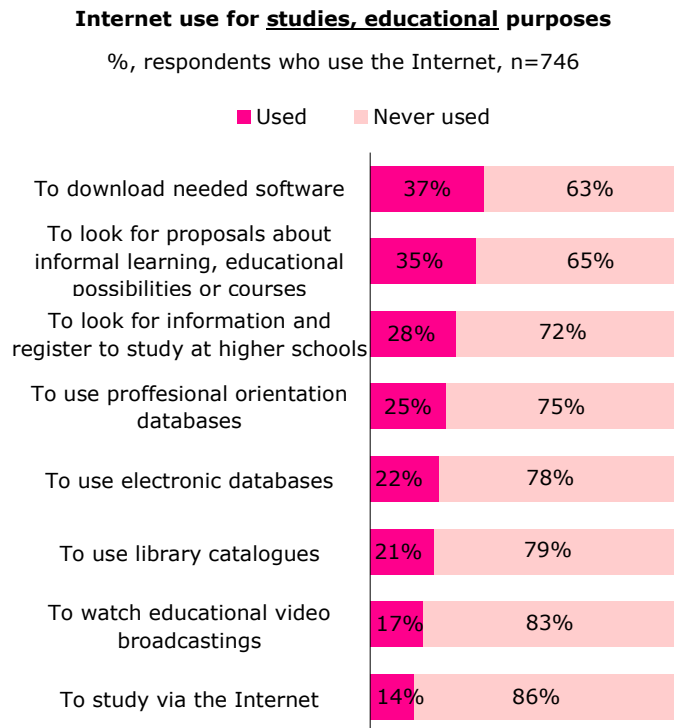 Internet use for studies, educational purposes
%, respondents who use the Internet, n=746
Used Never used
To download needed software 37% 63%
To look for proposals about
informal learning, educational 35% 65%
possibilities or courses
To look for information and
register to study at higher schools 28% 72%
To use proffesional orientation
databases 25% 75%
To use electronic databases 22% 78%
To use library catalogues 21% 79%
To watch educational video
broadcastings 17% 83%
To study via the Internet 14% 86%